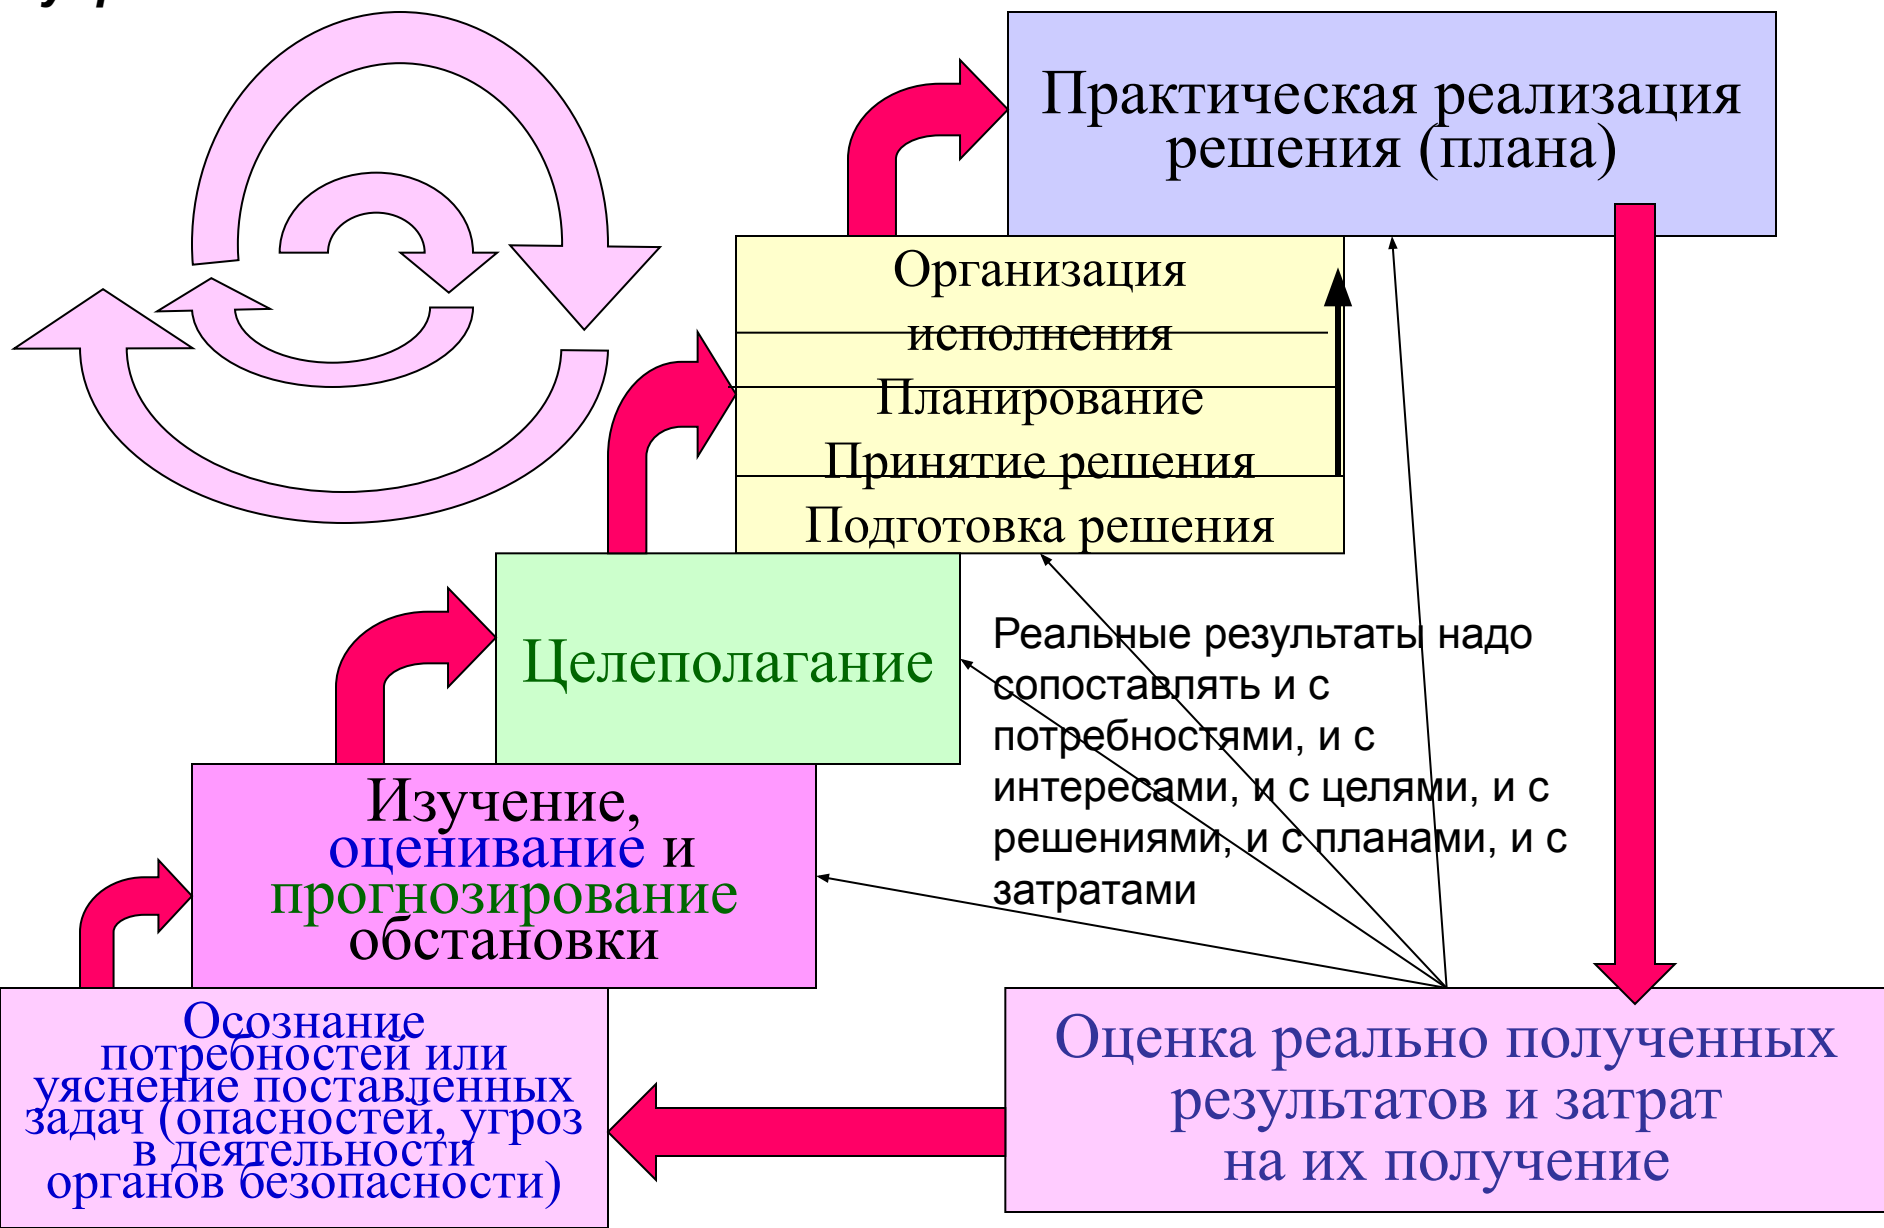 Практическая реализация
решения (плана)
Организация
исполнения
Планирование
Принятие решения
Подготовка решения
Целеполагание
Реальные результаты надо
сопоставлять и с
потребностями, и с
интересами, и с целями, и с
решениями, и с планами, и с
затратами
Изучение,
оценивание и
прогнозирование
обстановки
Осознание
потребностей или
уяснение поставленных
задач (опасностей, угроз
в деятельности
органов безопасности)
Оценка реально полученных
результатов и затрат
на их получение